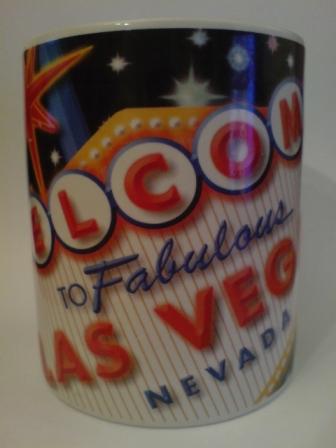 ELCOM
TO Fabulous
LAS VEG
NEVADA